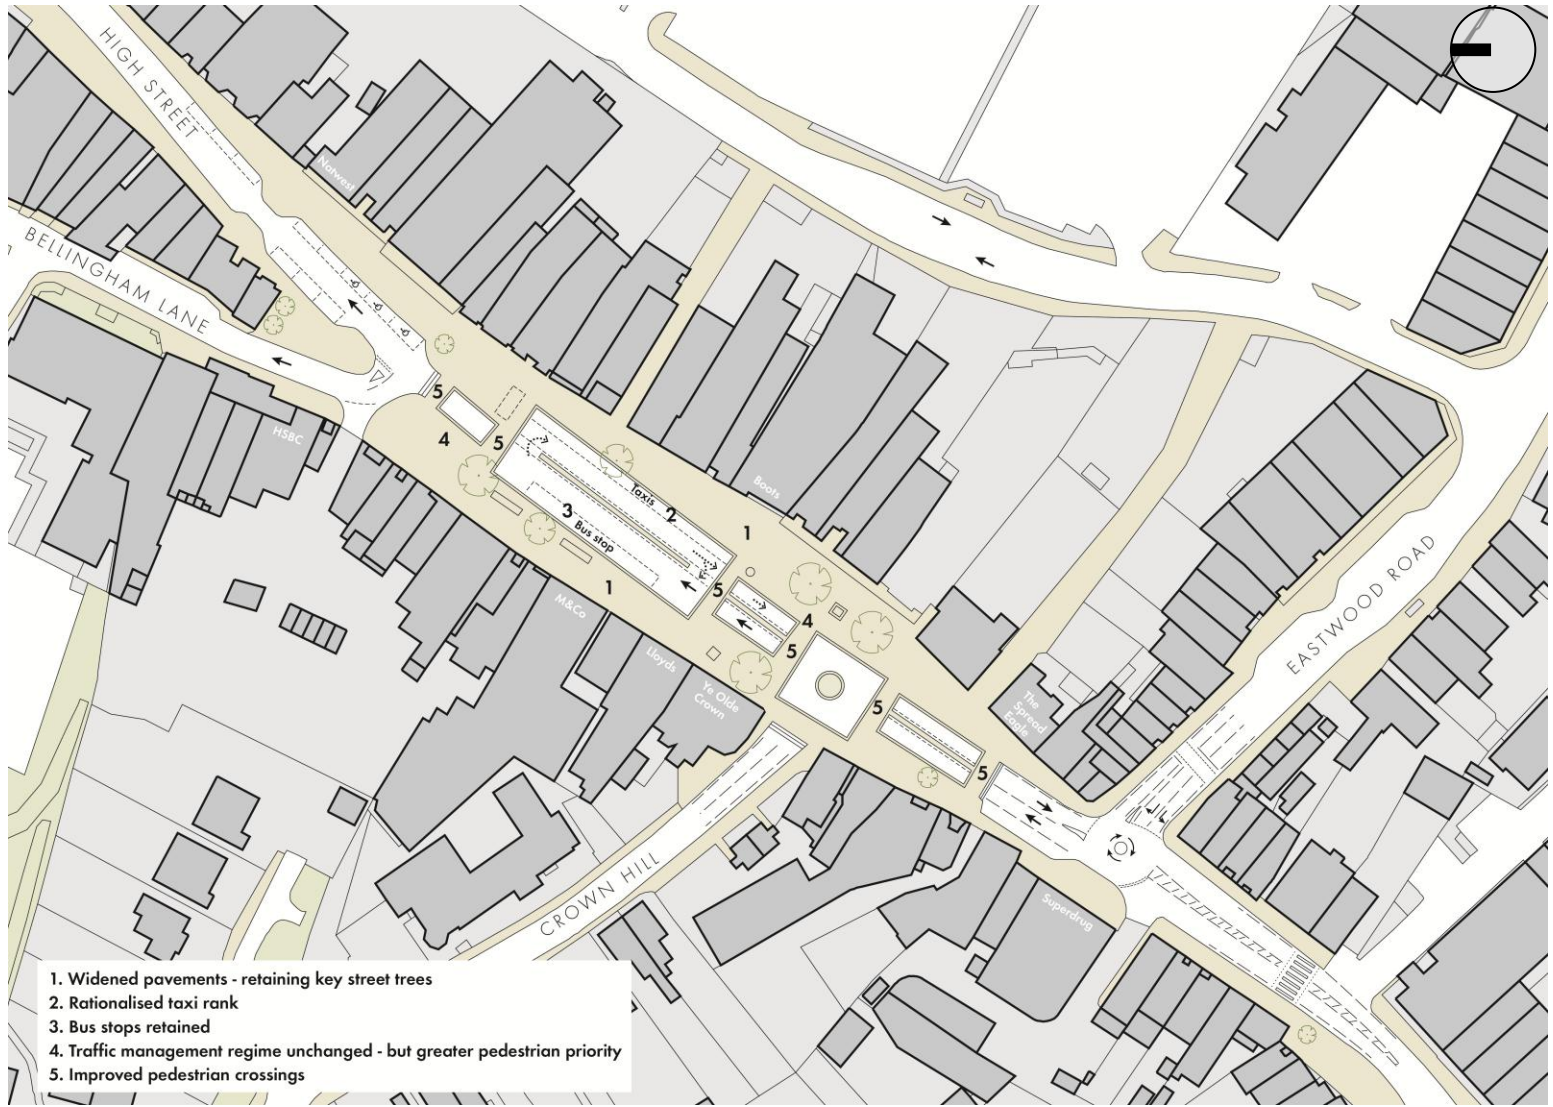 HIGH STREET
Natwest
BELLINGHAM LANE
HSBC
5
4
5
Taxis
2
3
Bus stop
Boots
1
1
5
4
5
M&Co
Lloyds
Ye Olde
Crown
5
The
Spread
Eagle
5
EASTWOOD ROAD
CROWN HILL
Superdrug
1. Widened pavements - retaining key street trees
2. Rationalised taxi rank
3. Bus stops retained
4. Traffic management regime unchanged - but greater pedestrian priority
5. Improved pedestrian crossings